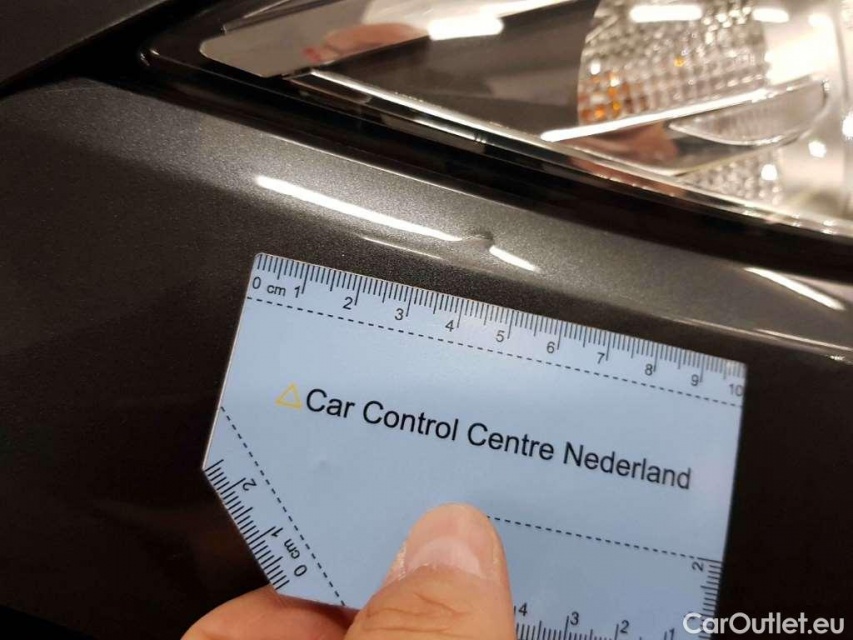 0 cm 1 2 3 4 5 6 7 8 9 10
Car Control Centre Nederland
2
0 cm 1
2
4 3 2 1
CarOutlet.eu